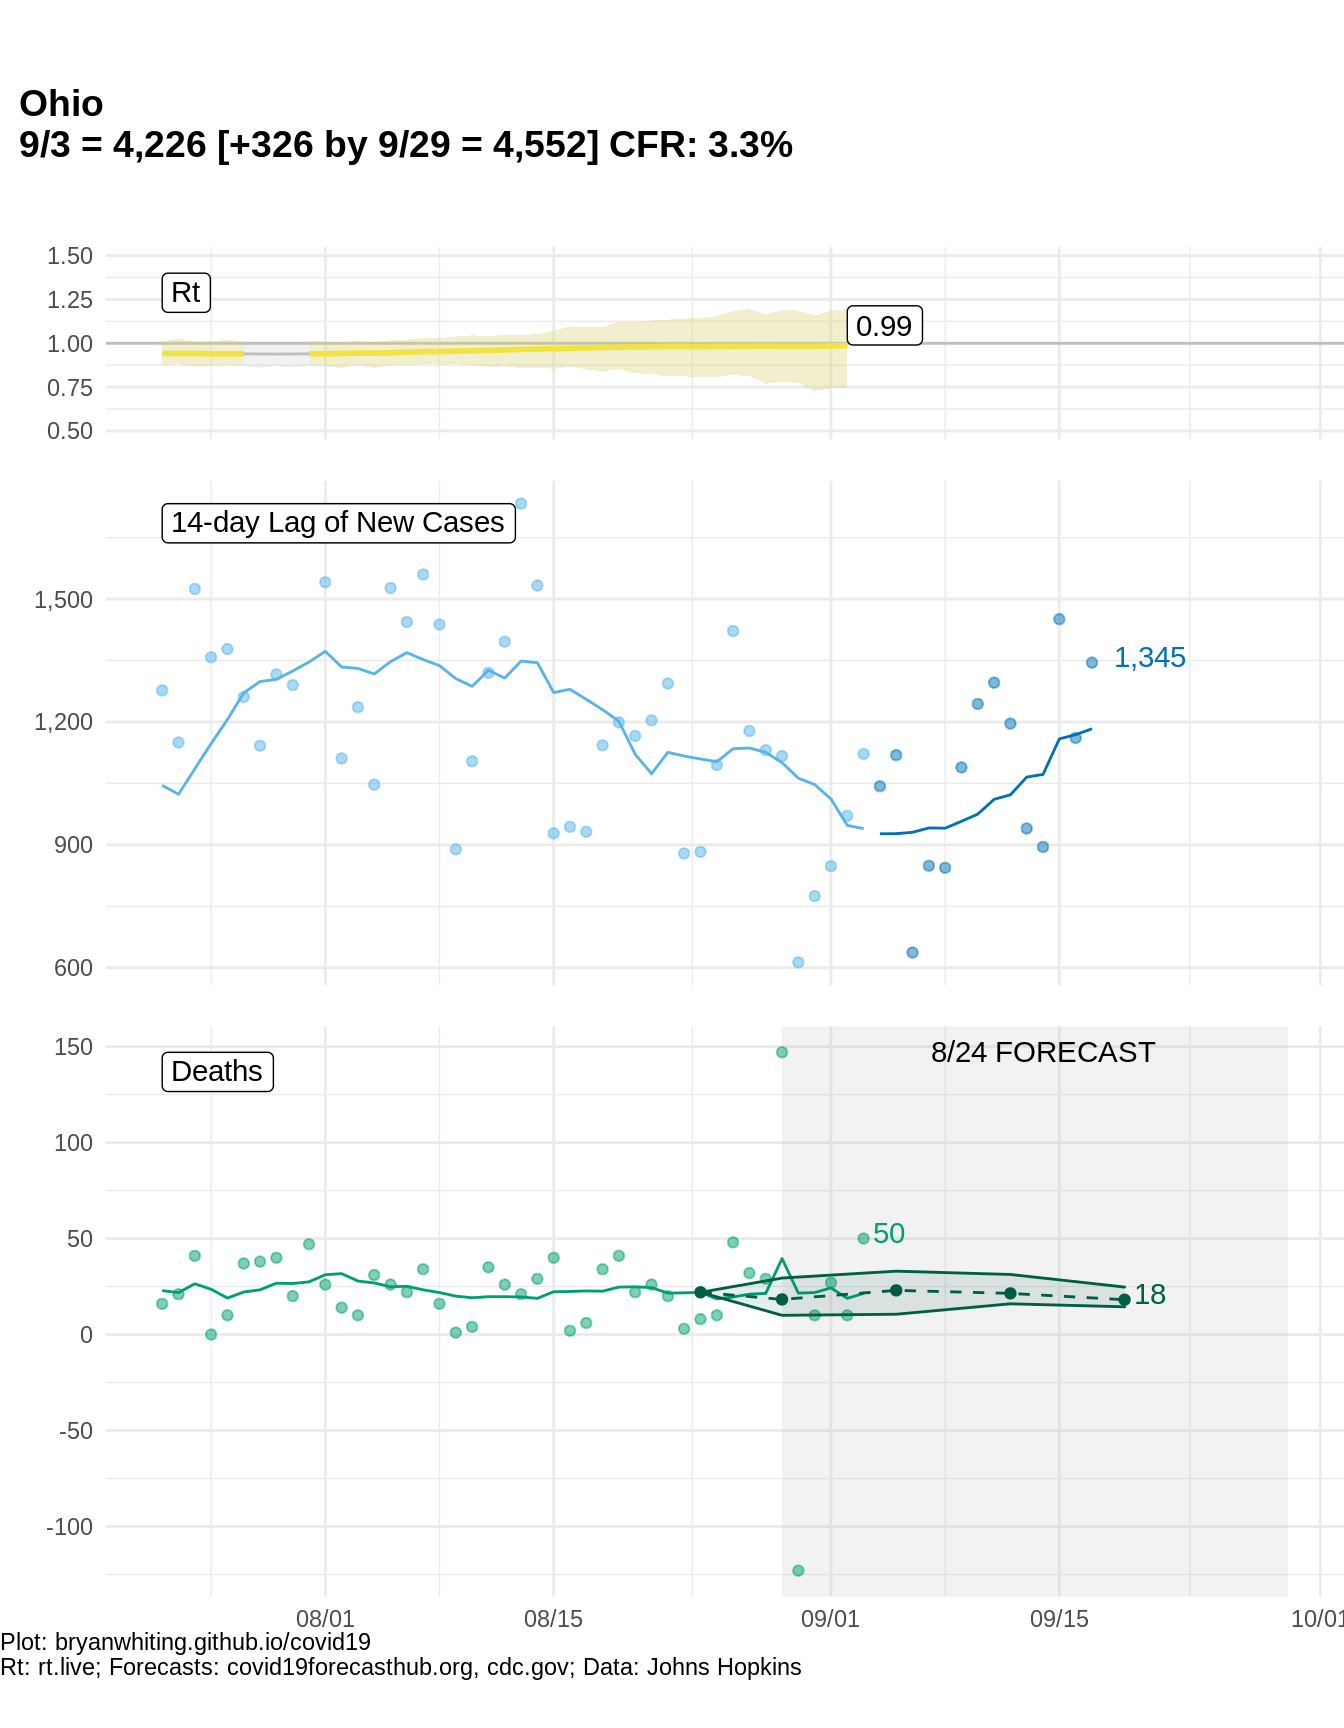 Ohio
9/3 = 4,226 [+326 by 9/29 = 4,552] CFR: 3.3%
1.50
Rt
1.25
0.99
1.00
0.75
0.50
14-day Lag of New Cases
1,500
1,345
1,200
900
600
8/24 FORECAST
150
Deaths
100
50
50
18
0
-50
-100
08/01 08/15 09/01 09/15 10/01
Plot: bryanwhiting.github.io/covid19
Rt: rt.live; Forecasts: covid19forecasthub.org, cdc.gov; Data: Johns Hopkins